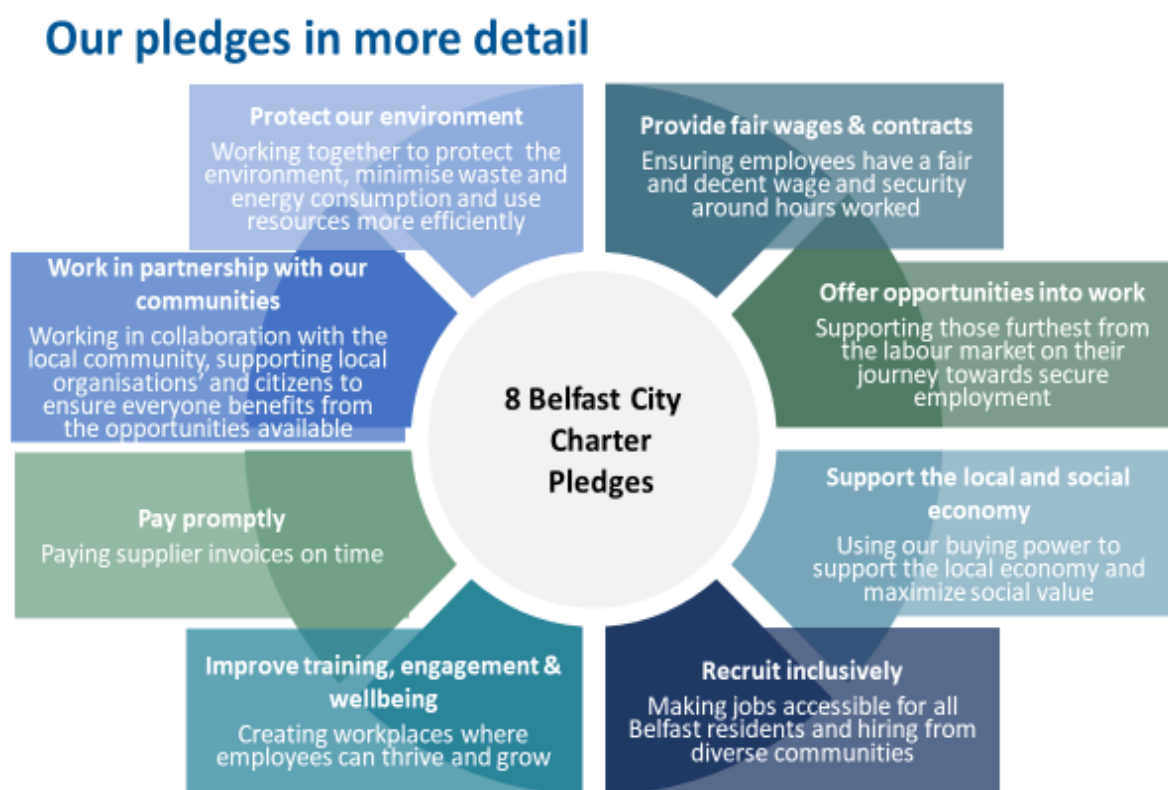 Our pledges in more detail
Protect our environment
Working together to protect the
environment, minimise waste and
energy consumption and use
resources more efficiently
Provide fair wages & contracts
Ensuring employees have a fair
and decent wage and security
around hours worked
Work in partnership with our
communities
Working in collaboration with the
local community, supporting local
organisations’ and citizens to
ensure everyone benefits from
the opportunities available
Offer opportunities into work
Supporting those furthest from
the labour market on their
journey towards secure
employment
8 Belfast City
Charter
Pledges
Pay promptly
Paying supplier invoices on time
Support the local and social
economy
Using our buying power to
support the local economy and
maximize social value
Improve training, engagement &
wellbeing
Creating workplaces where
employees can thrive and grow
Recruit inclusively
Making jobs accessible for all
Belfast residents and hiring from
diverse communities